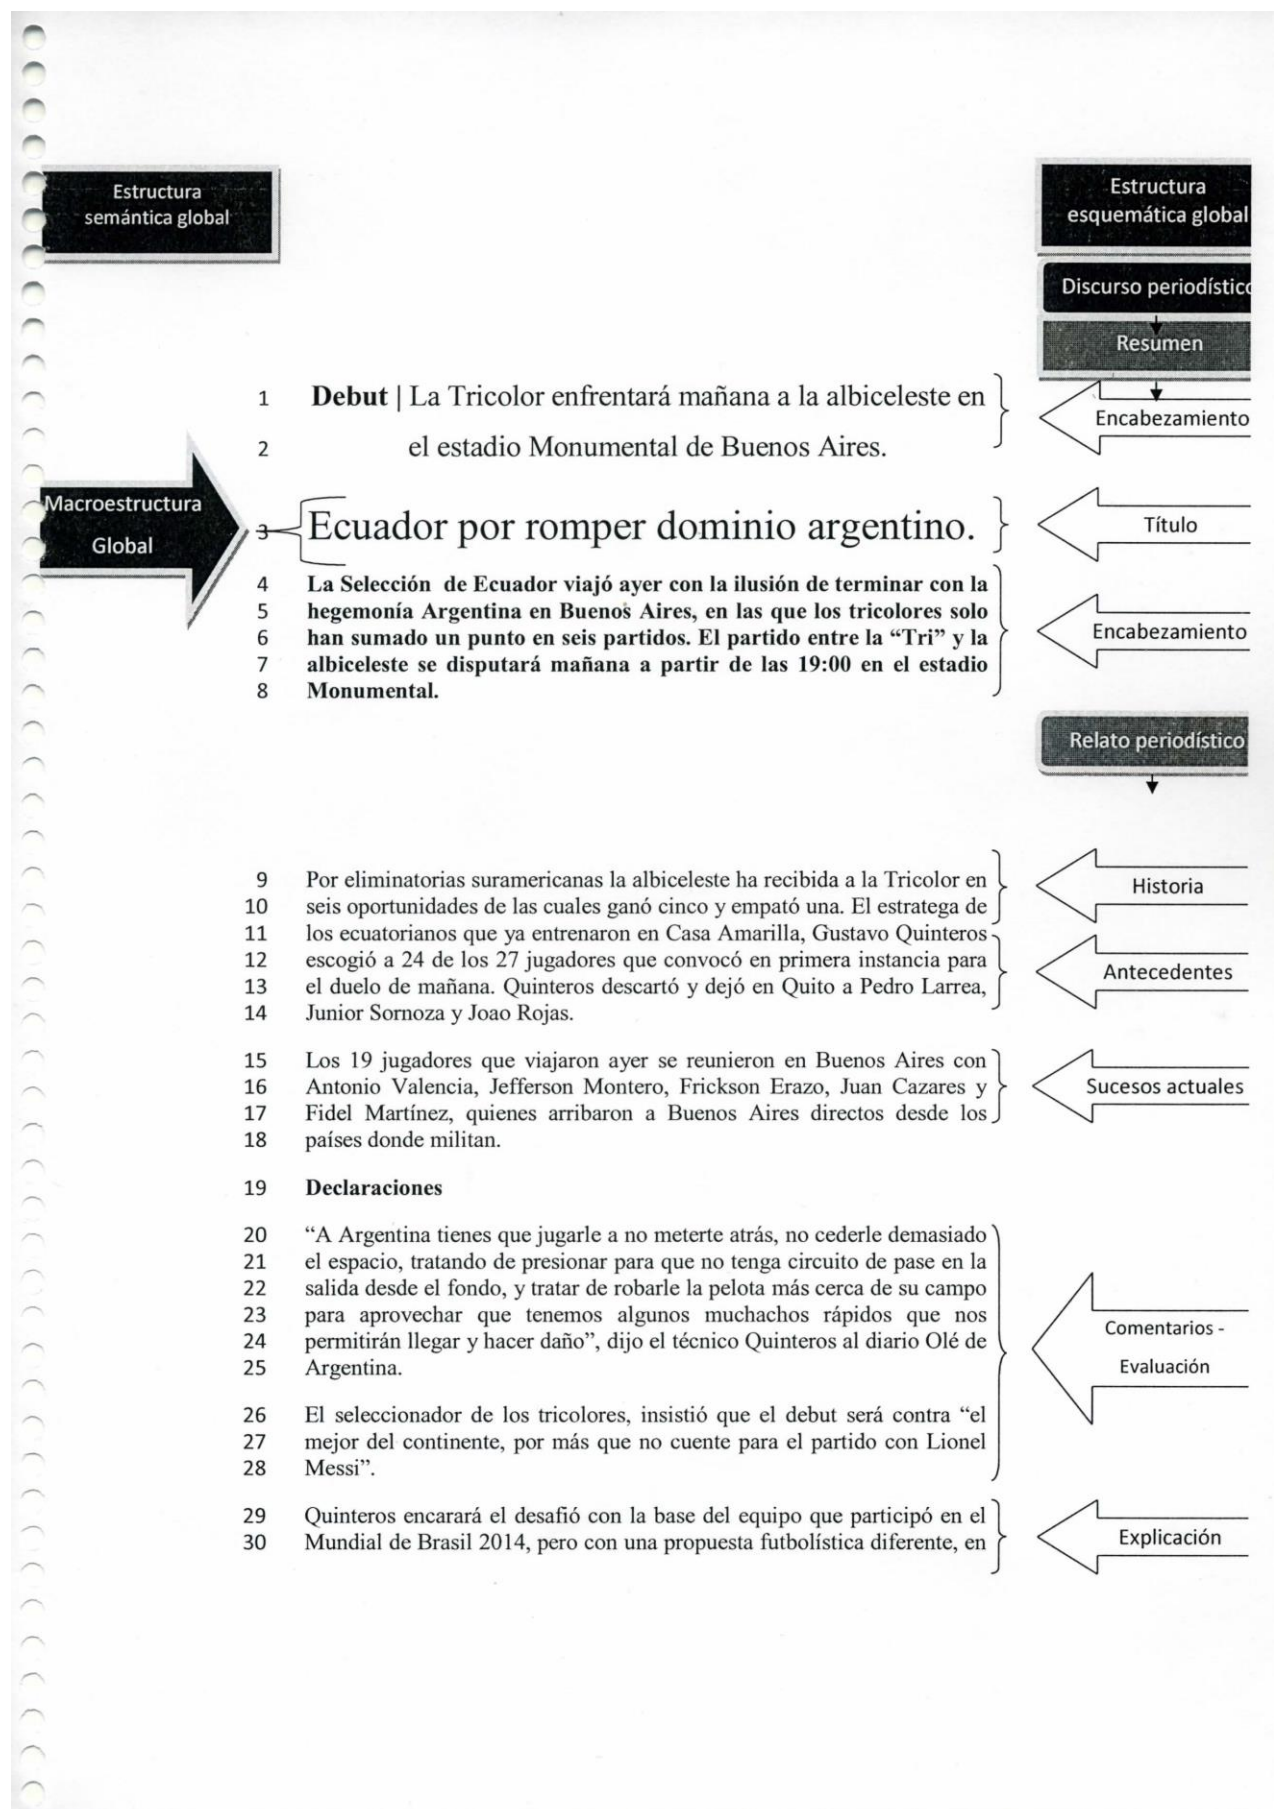 Estructura
semántica global
Estructura
esquemática global
Discurso periodístico
Resumen
1 Debut | La Tricolor enfrentará mañana a la albiceleste en
Encabezamiento
2 el estadio Monumental de Buenos Aires.
Macroestructura
Global
3 Ecuador por romper dominio argentino.
Título
4 La Selección de Ecuador viajó ayer con la ilusión de terminar con la
5 hegemonía Argentina en Buenos Aires, en las que los tricolores solo
6 han sumado un punto en seis partidos. El partido entre la “Tri” y la
Encabezamiento
7 albiceleste se disputará mañana a partir de las 19:00 en el estadio
8 Monumental.
Relato periodístico
9 Por eliminatorias suramericanas la albiceleste ha recibida a la Tricolor en
Historia
10 seis oportunidades de las cuales ganó cinco y empató una. El estratega de
11 los ecuatorianos que ya entrenaron en Casa Amarilla, Gustavo Quinteros
12 escogió a 24 de los 27 jugadores que convocó en primera instancia para
Antecedentes
13 el duelo de mañana. Quinteros descartó y dejó en Quito a Pedro Larrea,
14 Junior Sornoza y Joao Rojas.
15 Los 19 jugadores que viajaron ayer se reunieron en Buenos Aires con
16 Antonio Valencia, Jefferson Montero, Frickson Erazo, Juan Cazares y
Sucesos actuales
17 Fidel Martínez, quienes arribaron a Buenos Aires directos desde los
18 países donde militan.
19 Declaraciones
20 “A Argentina tienes que jugarle a no meterte atrás, no cederle demasiado
21 el espacio, tratando de presionar para que no tenga circuito de pase en la
22 salida desde el fondo, y tratar de robarle la pelota más cerca de su campo
23 para aprovechar que tenemos algunos muchachos rápidos que nos
24 permitirán llegar y hacer daño”, dijo el técnico Quinteros al diario Olé de
25 Argentina.
Comentarios -
Evaluación
26 El seleccionador de los tricolores, insistió que el debut será contra “el
27 mejor del continente, por más que no cuente para el partido con Lionel
28 Messi”.
29 Quinteros encarará el desafió con la base del equipo que participó en el
30 Mundial de Brasil 2014, pero con una propuesta futbolística diferente, en
Explicación